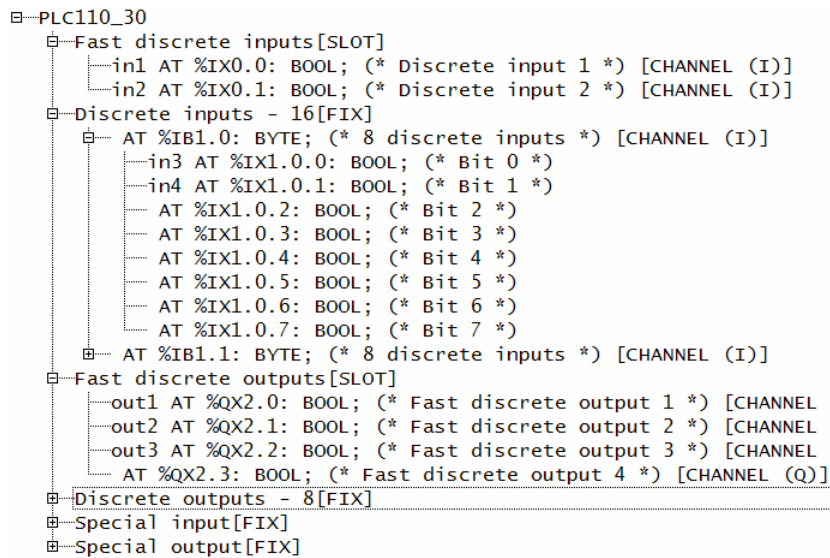 PLC110_30
Fast discrete inputs[SLOT]
in1 AT %IX0.0: BOOL; (* Discrete input 1 *) [CHANNEL (I)]
in2 AT %IX0.1: BOOL; (* Discrete input 2 *) [CHANNEL (I)]
Discrete inputs - 16[FIX]
AT %IB1.0: BYTE; (* 8 discrete inputs *) [CHANNEL (I)]
in3 AT %IX1.0.0: BOOL; (* Bit 0 *)
in4 AT %IX1.0.1: BOOL; (* Bit 1 *)
AT %IX1.0.2: BOOL; (* Bit 2 *)
AT %IX1.0.3: BOOL; (* Bit 3 *)
AT %IX1.0.4: BOOL; (* Bit 4 *)
AT %IX1.0.5: BOOL; (* Bit 5 *)
AT %IX1.0.6: BOOL; (* Bit 6 *)
AT %IX1.0.7: BOOL; (* Bit 7 *)
AT %IB1.1: BYTE; (* 8 discrete inputs *) [CHANNEL (I)]
Fast discrete outputs[SLOT]
out1 AT %QX2.0: BOOL; (* Fast discrete output 1 *) [CHANNEL
out2 AT %QX2.1: BOOL; (* Fast discrete output 2 *) [CHANNEL
out3 AT %QX2.2: BOOL; (* Fast discrete output 3 *) [CHANNEL
AT %QX2.3: BOOL; (* Fast discrete output 4 *) [CHANNEL (Q)]
Discrete outputs - 8[FIX]
Special input[FIX]
Special output[FIX]